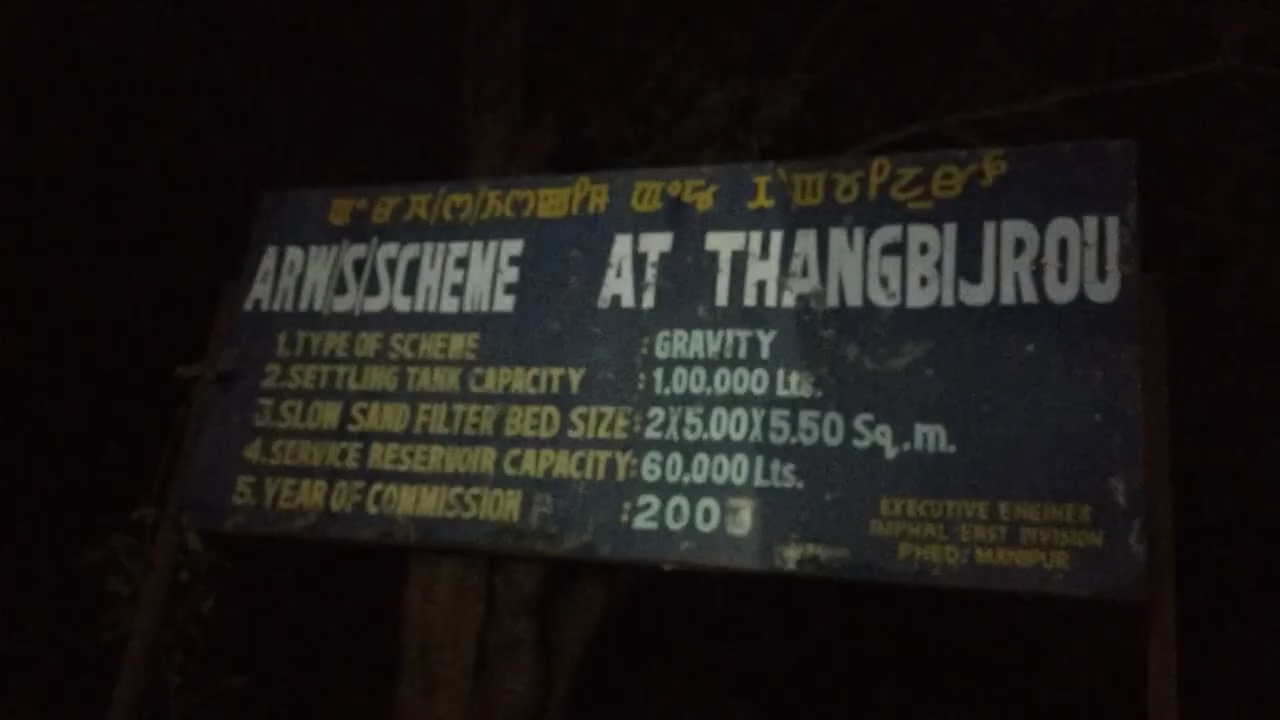 ARW/S/SCHEME AT THANGBIJROU
1.TYPE OF SCHEME : GRAVITY
2.SETTLING TANK CAPACITY : 1.00.000 Lts.
3.SLOW SAND FILTER BED SIZE: 2X5.00X5.50 Sq.m.
4.SERVICE RESERVOIR CAPACITY: 60.000 Lts.
5. YEAR OF COMMISSION :
EXECUTIVE ENGINER
IMPHAL EAST DIVISION
PHED: MANIPUR